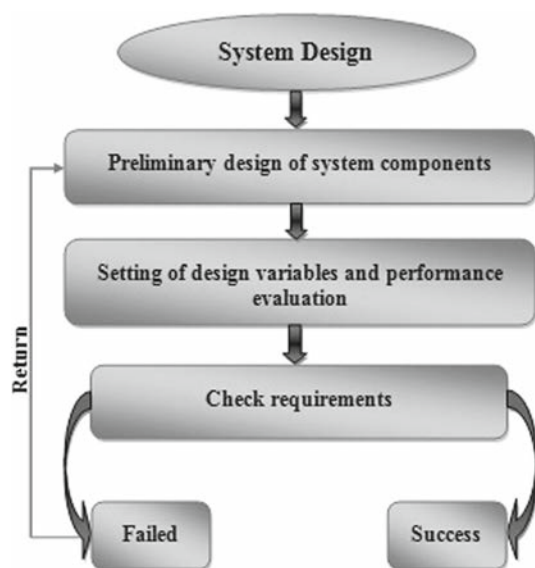 System Design
Preliminary design of system components
Setting of design variables and performance
evaluation
Return
Check requirements
Failed
Success